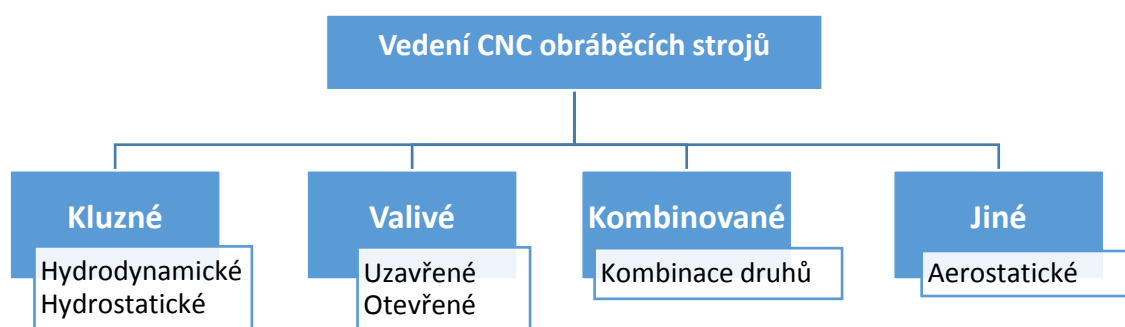 Vedení CNC obráběcích strojů
Kluzné
Hydrodynamické
Hydrostatické
Valivé
Uzavřené
Otevřené
Kombinované
Kombinace druhů
Jiné
Aerostatické